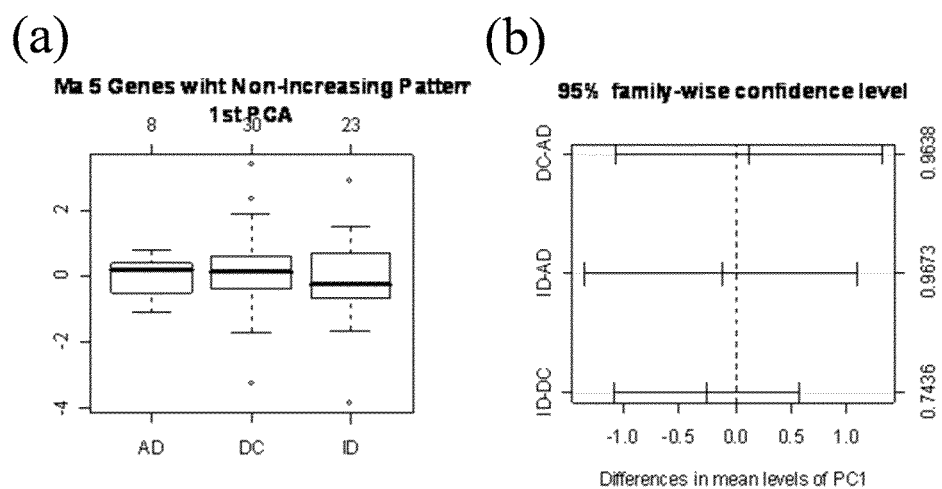 (a)
Ma 5 Genes wiht Non-Increasing Patterr
1st PCA
8 30 23
2
0
-2
-4
AD DC ID
(b)
95% family-wise confidence level
DC-AD
ID-AD
ID-DC
0.9638
0.9673
0.7436
-1.0 -0.5 0.0 0.5 1.0
Differences in mean levels of PC1